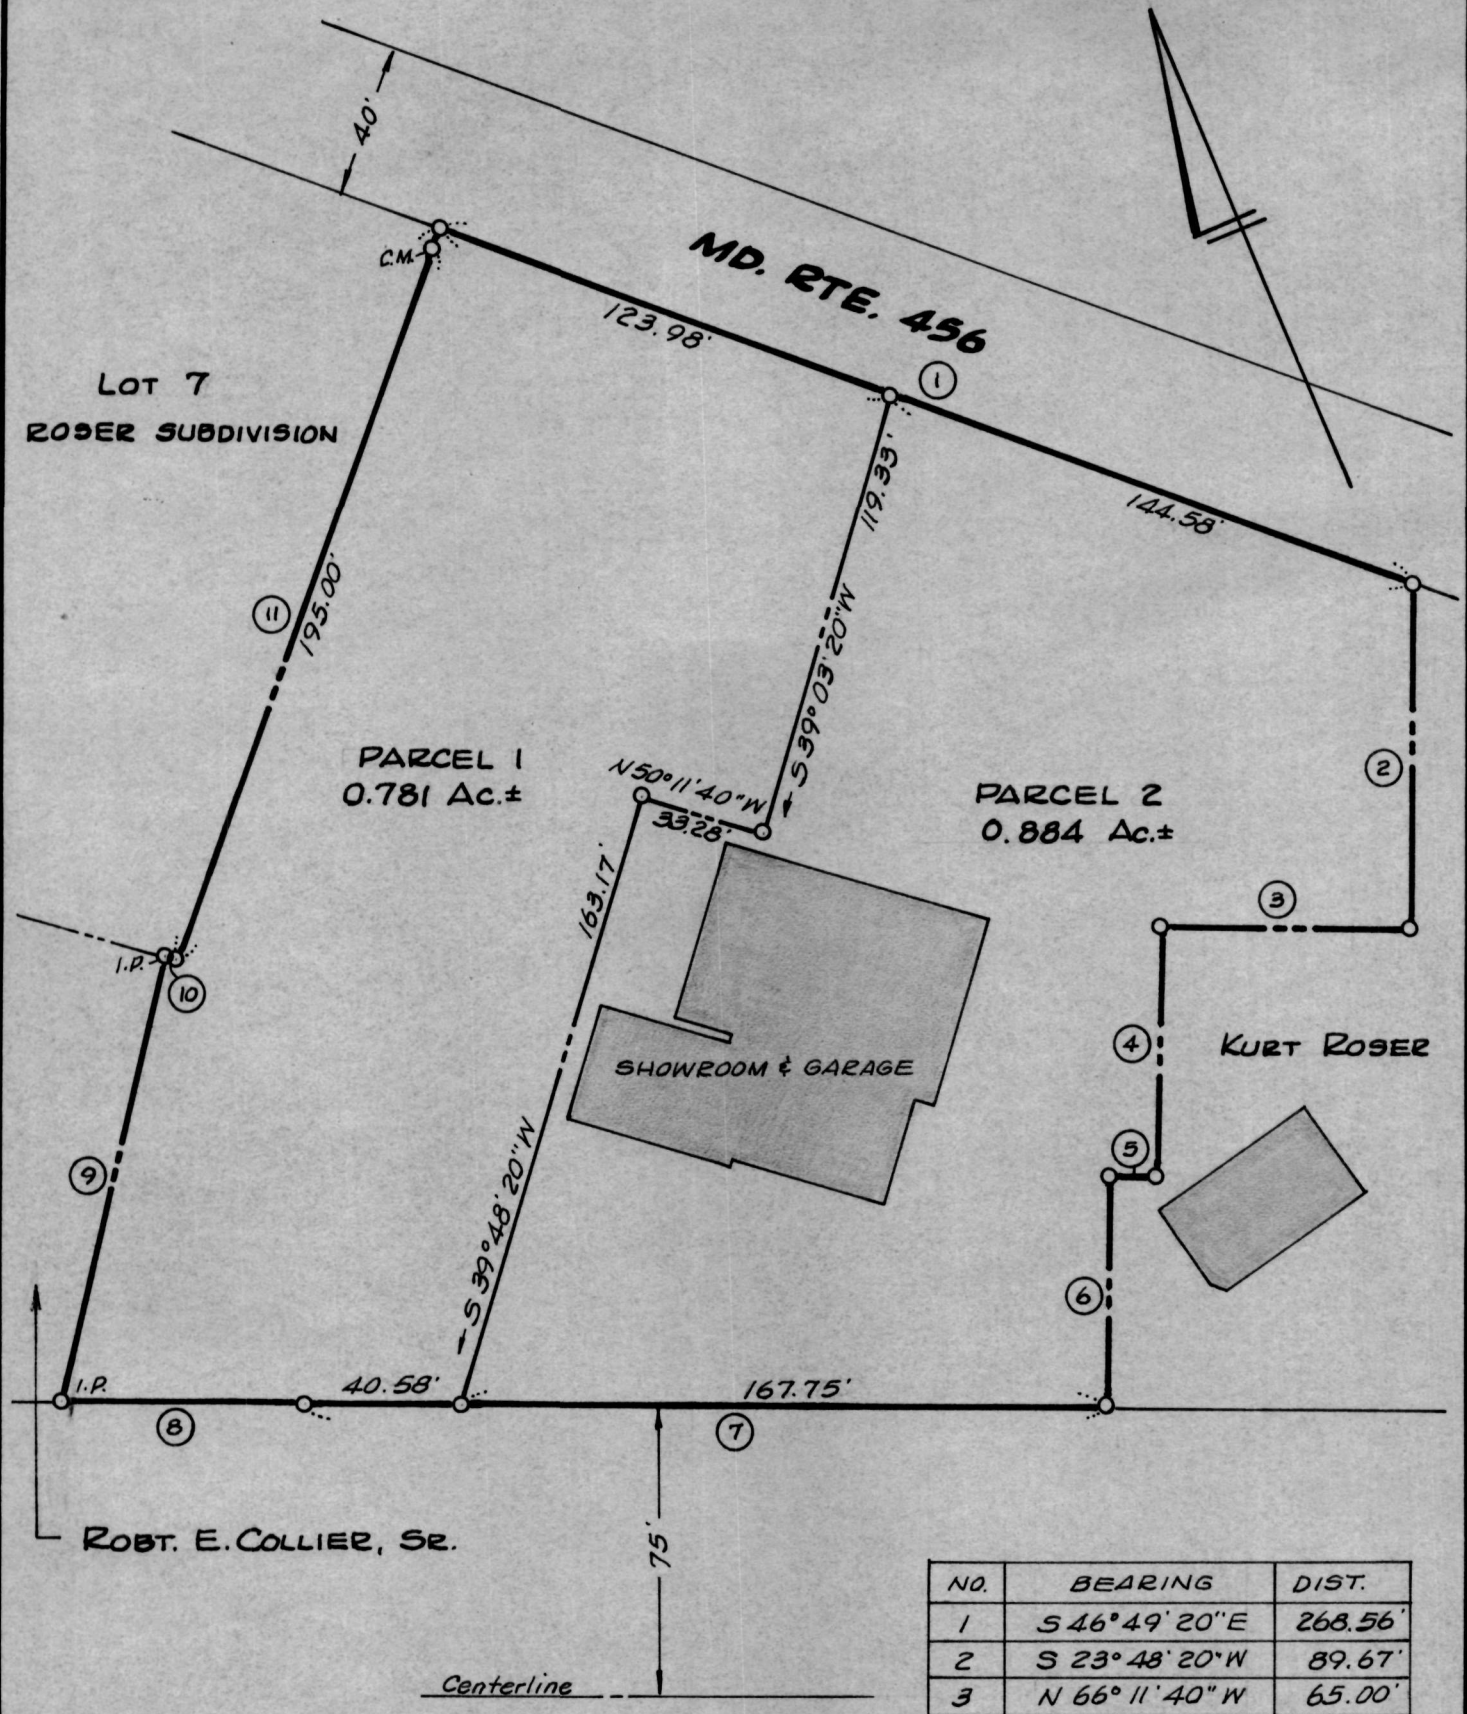 40'
MD. RTE. 456
C.M.
123.98'
1
LOT 7
ROSER SUBDIVISION
119.33'
144.58'
11
195.00'
S 39° 03' 20" W
PARCEL 1
0.781 Ac.±
N 50° 11' 40" W
33.28'
PARCEL 2
0.884 Ac.±
2
163.17'
3
I.P.
10
SHOWROOM & GARAGE
4
KURT ROSER
9
S 39° 48' 20" W
5
6
I.P.
40.58'
167.75'
8
7
ROBT. E. COLLIER, SR.
75'
Centerline
NO. BEARING DIST.
1 S 46° 49' 20" E 268.56'
2 S 23° 48' 20" W 89.67'
3 N 66° 11' 40" W 65.00'